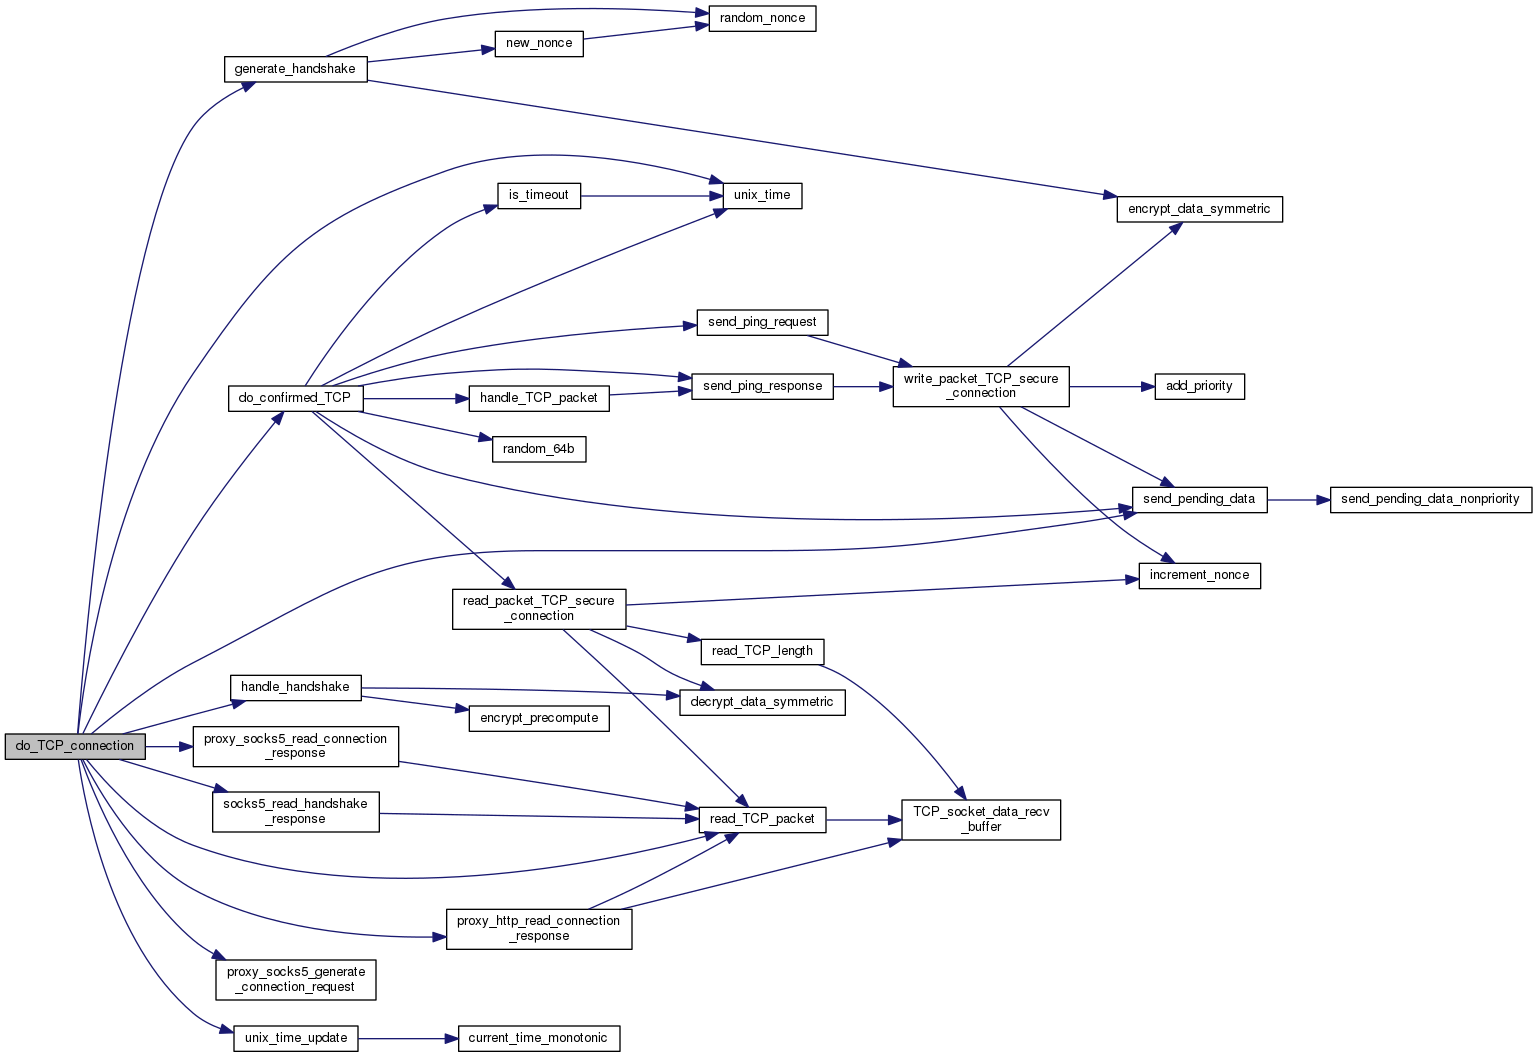 random_nonce
new_nonce
generate_handshake
is_timeout
unix_time
encrypt_data_symmetric
send_ping_request
do_confirmed_TCP
handle_TCP_packet
send_ping_response
write_packet_TCP_secure
_connection
add_priority
random_64b
send_pending_data
send_pending_data_nonpriority
increment_nonce
read_packet_TCP_secure
_connection
read_TCP_length
handle_handshake
decrypt_data_symmetric
encrypt_precompute
do_TCP_connection
proxy_socks5_read_connection
_response
socks5_read_handshake
_response
read_TCP_packet
TCP_socket_data_recv
_buffer
proxy_http_read_connection
_response
proxy_socks5_generate
_connection_request
unix_time_update
current_time_monotonic